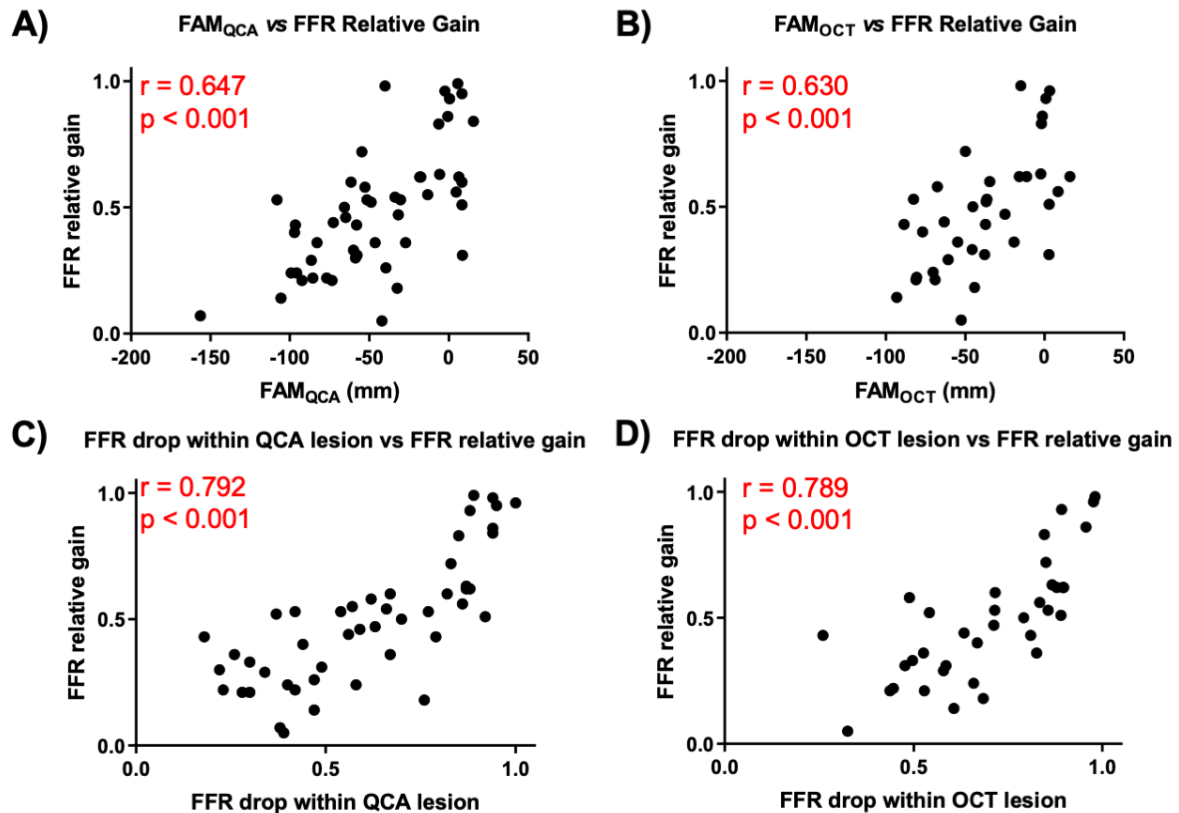 A)
FAMQCA vs FFR Relative Gain
r = 0.647
p < 0.001
FFR relative gain
1.0
0.5
0.0
-200 -150 -100 -50 0 50
FAMQCA (mm)
B)
FAMOCT vs FFR Relative Gain
r = 0.630
p < 0.001
FFR relative gain
1.0
0.5
0.0
-200 -150 -100 -50 0 50
FAMOCT (mm)
C)
FFR drop within QCA lesion vs FFR relative gain
r = 0.792
p < 0.001
FFR relative gain
1.0
0.5
0.0
0.0 0.5 1.0
FFR drop within QCA lesion
D)
FFR drop within OCT lesion vs FFR relative gain
r = 0.789
p < 0.001
FFR relative gain
1.0
0.5
0.0
0.0 0.5 1.0
FFR drop within OCT lesion